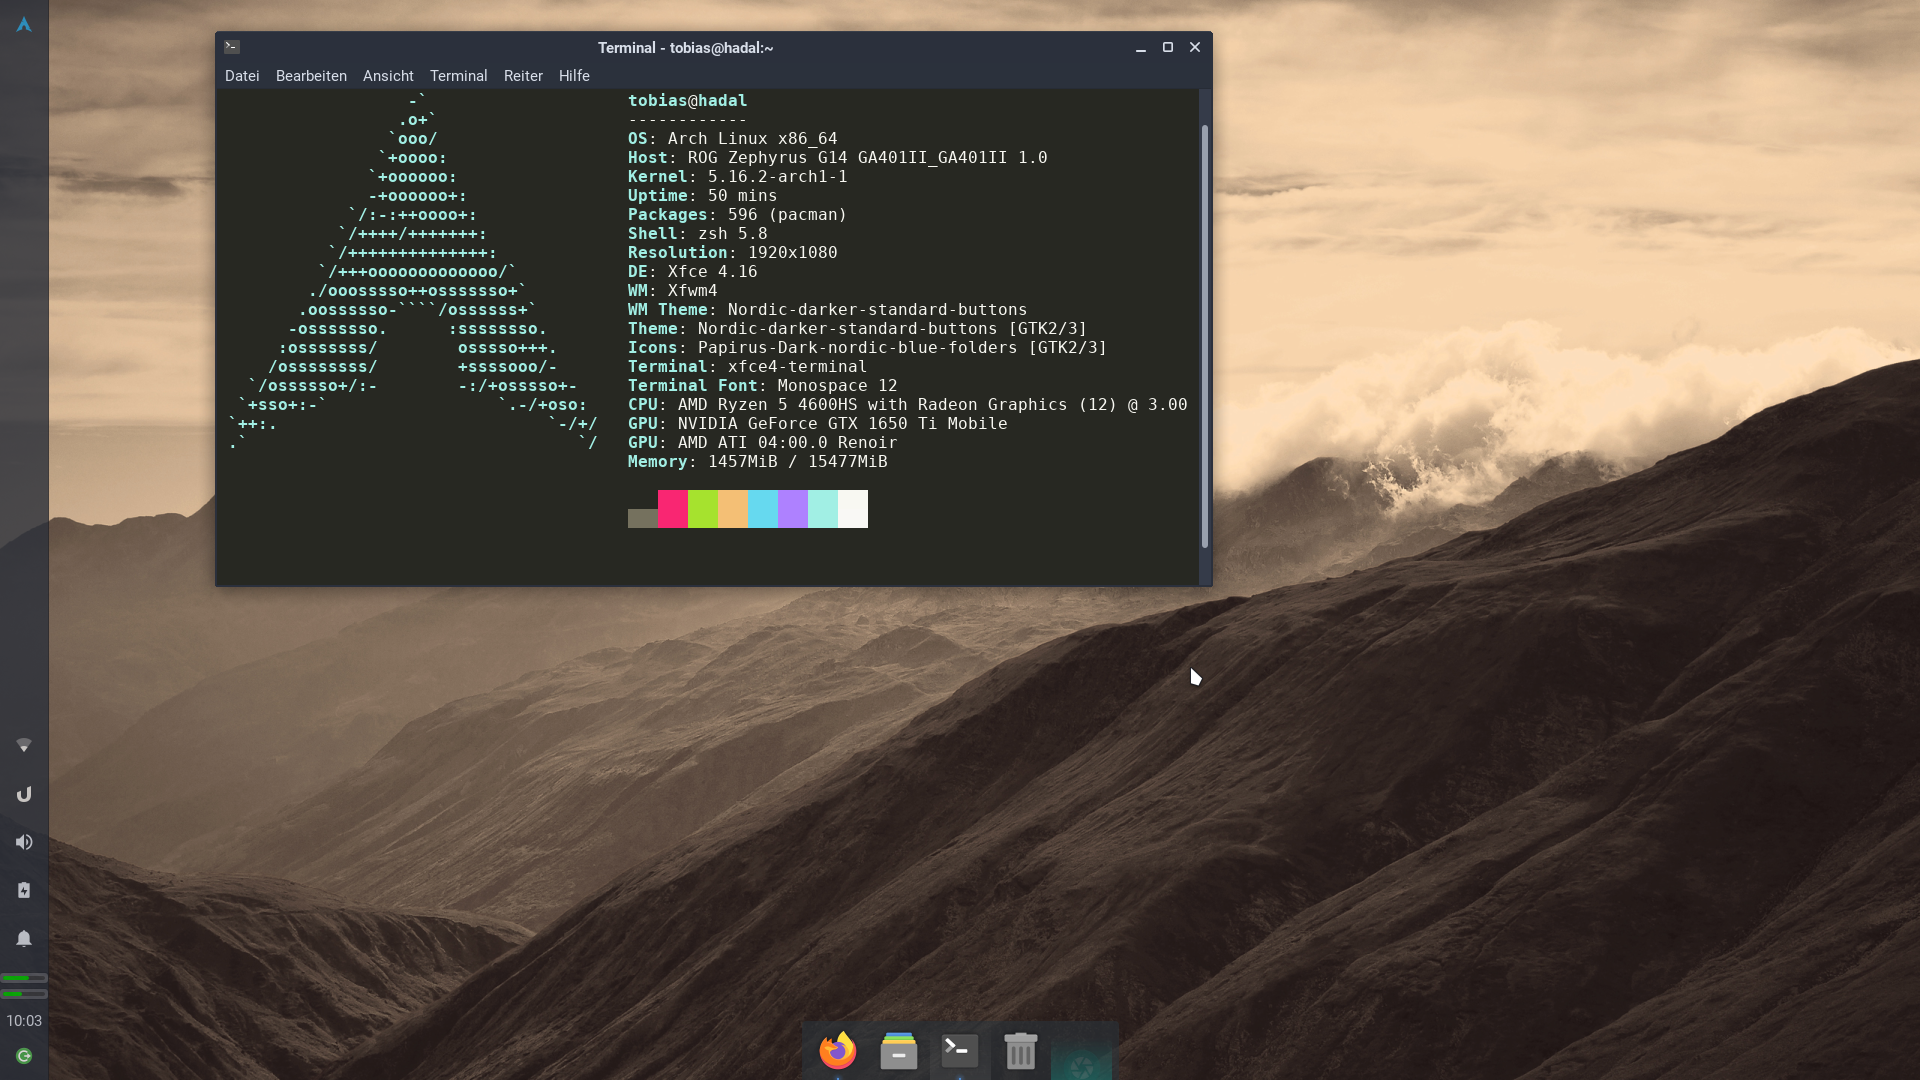 Terminal - tobias@hadal:~
Datei Bearbeiten Ansicht Terminal Reiter Hilfe
-`                     tobias@hadal
.o+`                    ------------
`ooo/                   OS: Arch Linux x86_64
`+oooo:                  Host: ROG Zephyrus G14 GA401II_GA401II 1.0
`+oooooo:                 Kernel: 5.16.2-arch1-1
-+oooooo+:                Uptime: 50 mins
`/:-:++oooo+:               Packages: 596 (pacman)
`/++++/+++++++:              Shell: zsh 5.8
`/++++++++++++++:             Resolution: 1920x1080
`/+++ooooooooooooo/`           DE: Xfce 4.16
./ooosssso++osssssso+`          WM: Xfwm4
.oossssso-````/ossssss+`         WM Theme: Nordic-darker-standard-buttons
-osssssso.      :ssssssso.        Theme: Nordic-darker-standard-buttons [GTK2/3]
:osssssss/        osssso+++.       Icons: Papirus-Dark-nordic-blue-folders [GTK2/3]
/ossssssss/        +ssssooo/-       Terminal: xfce4-terminal
`/ossssso+/:-        -:/+osssso+-     Terminal Font: Monospace 12
`+sso+:-`                 `.-/+oso:    CPU: AMD Ryzen 5 4600HS with Radeon Graphics (12) @ 3.00
`++:.                           `-/+/   GPU: NVIDIA GeForce GTX 1650 Ti Mobile
.`                                 `/   GPU: AMD ATI 04:00.0 Renoir
Memory: 1457MiB / 15477MiB
10:03